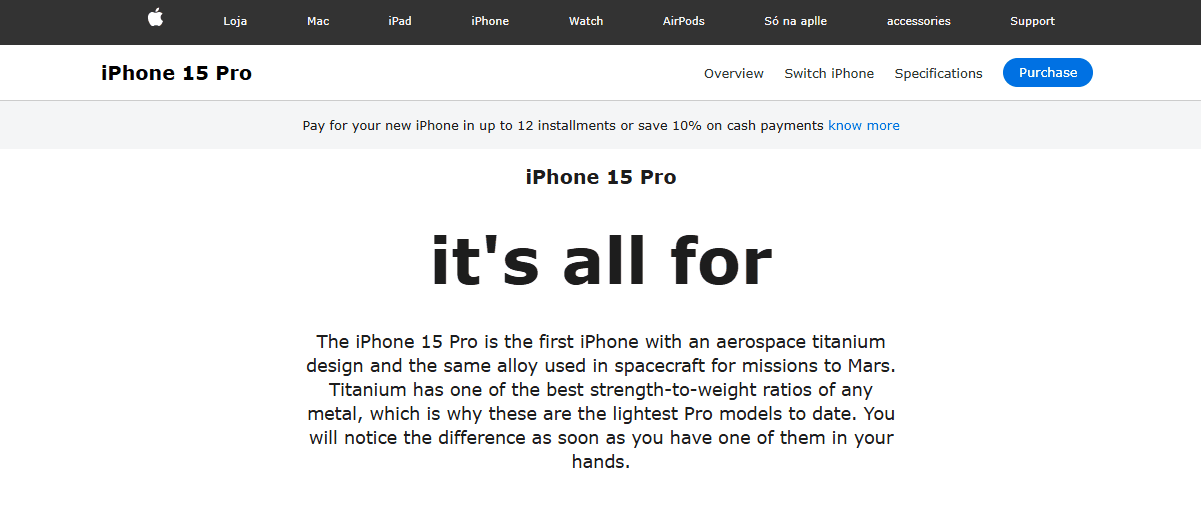 Loja Mac iPad iPhone Watch AirPods Só na aplle accessories Support
iPhone 15 Pro Overview Switch iPhone Specifications Purchase
Pay for your new iPhone in up to 12 installments or save 10% on cash payments know more
iPhone 15 Pro
it's all for
The iPhone 15 Pro is the first iPhone with an aerospace titanium
design and the same alloy used in spacecraft for missions to Mars.
Titanium has one of the best strength-to-weight ratios of any
metal, which is why these are the lightest Pro models to date. You
will notice the difference as soon as you have one of them in your
hands.